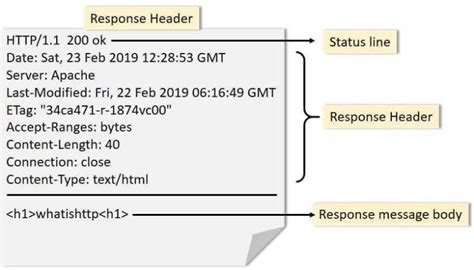 Response Header
HTTP/1.1 200 ok
Status line
Date: Sat, 23 Feb 2019 12:28:53 GMT
Server: Apache
Last-Modified: Fri, 22 Feb 2019 06:16:49 GMT
ETag: "34ca471-r-1874vc00"
Accept-Ranges: bytes
Content-Length: 40
Connection: close
Content-Type: text/html
Response Header
<h1>whatishttp<h1>
Response message body